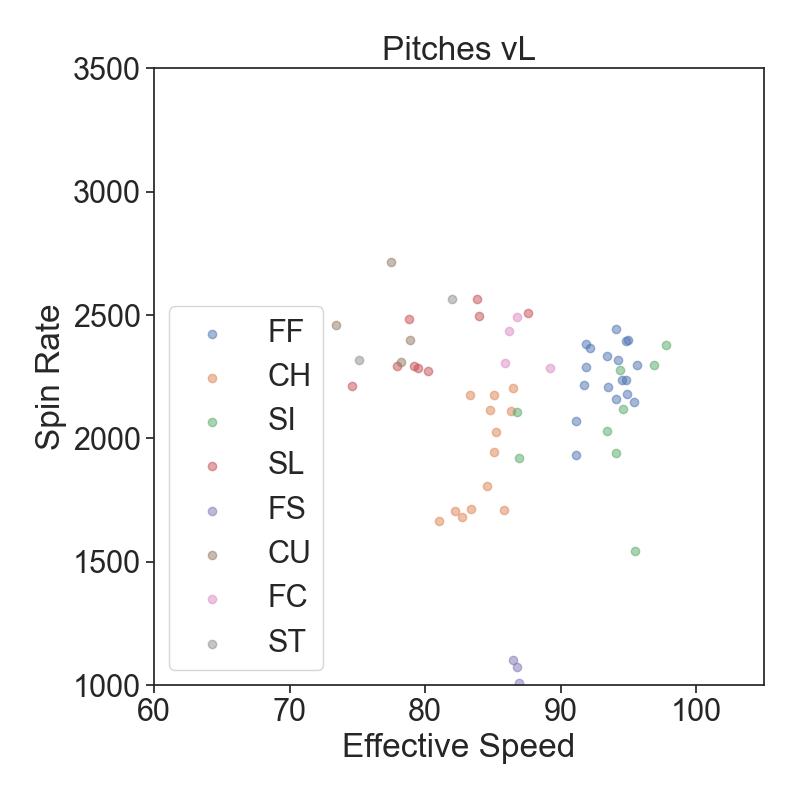 Pitches vL
3500
3000
2500
2000
1500
1000
Spin Rate
FF
CH
SI
SL
FS
CU
FC
ST
60 70 80 90 100
Effective Speed